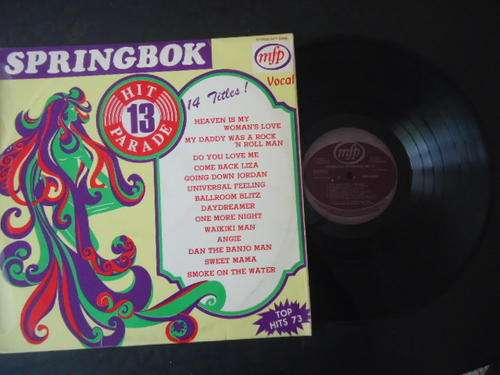 SPRINGBOK
mfp
Vocal
HIT
13
PARADE
14 Titles!
HEAVEN IS MY
WOMAN'S LOVE
MY DADDY WAS A ROCK
'N ROLL MAN
DO YOU LOVE ME
COME BACK LIZA
GOING DOWN JORDAN
UNIVERSAL FEELING
BALLROOM BLITZ
DAYDREAMER
ONE MORE NIGHT
WAIKIKI MAN
ANGIE
DAN THE BANJO MAN
SWEET MAMA
SMOKE ON THE WATER
TOP
HITS 73
mfp